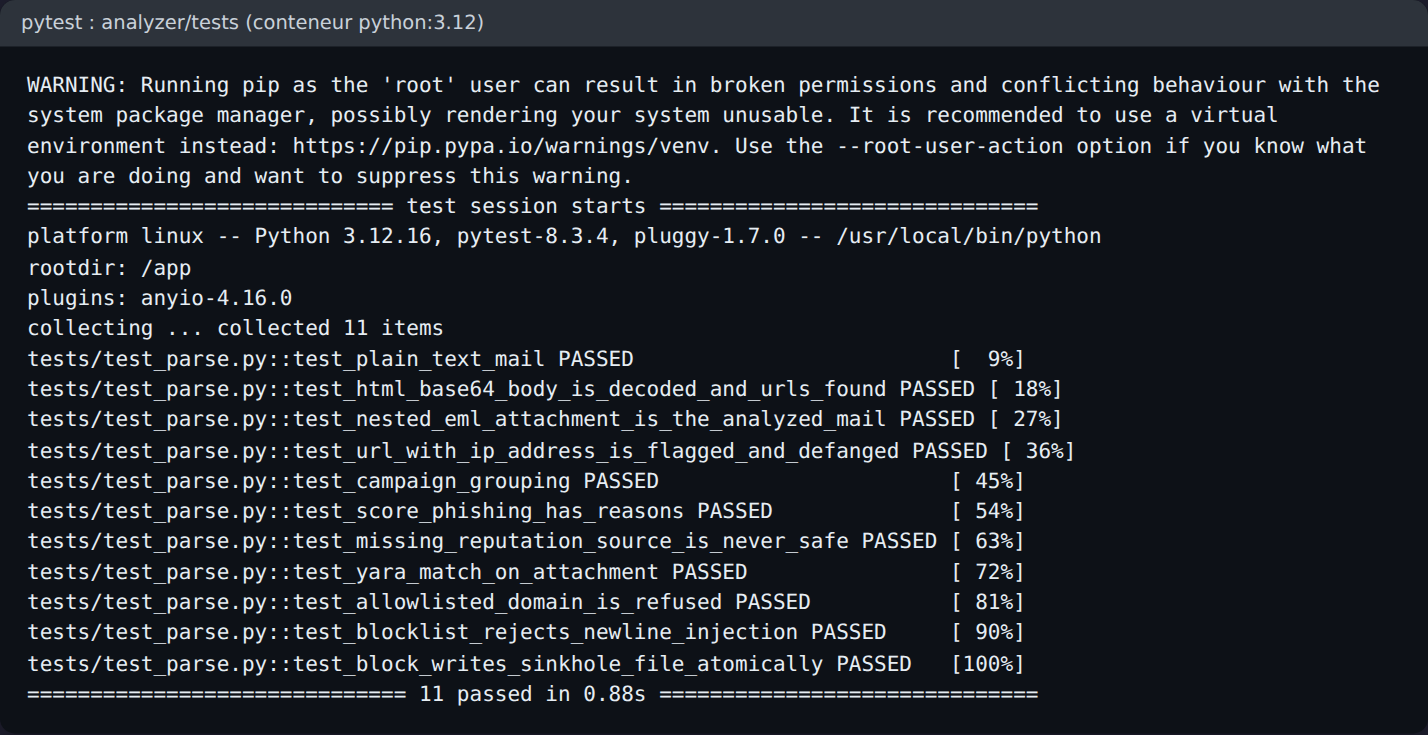 pytest : analyzer/tests (conteneur python:3.12)
WARNING: Running pip as the 'root' user can result in broken permissions and conflicting behaviour with the
system package manager, possibly rendering your system unusable. It is recommended to use a virtual
environment instead: https://pip.pypa.io/warnings/venv. Use the --root-user-action option if you know what
you are doing and want to suppress this warning.
============================= test session starts ==============================
platform linux -- Python 3.12.16, pytest-8.3.4, pluggy-1.7.0 -- /usr/local/bin/python
rootdir: /app
plugins: anyio-4.16.0
collecting ... collected 11 items
tests/test_parse.py::test_plain_text_mail PASSED                         [  9%]
tests/test_parse.py::test_html_base64_body_is_decoded_and_urls_found PASSED [ 18%]
tests/test_parse.py::test_nested_eml_attachment_is_the_analyzed_mail PASSED [ 27%]
tests/test_parse.py::test_url_with_ip_address_is_flagged_and_defanged PASSED [ 36%]
tests/test_parse.py::test_campaign_grouping PASSED                       [ 45%]
tests/test_parse.py::test_score_phishing_has_reasons PASSED              [ 54%]
tests/test_parse.py::test_missing_reputation_source_is_never_safe PASSED [ 63%]
tests/test_parse.py::test_yara_match_on_attachment PASSED                [ 72%]
tests/test_parse.py::test_allowlisted_domain_is_refused PASSED           [ 81%]
tests/test_parse.py::test_blocklist_rejects_newline_injection PASSED     [ 90%]
tests/test_parse.py::test_block_writes_sinkhole_file_atomically PASSED   [100%]
============================== 11 passed in 0.88s ==============================